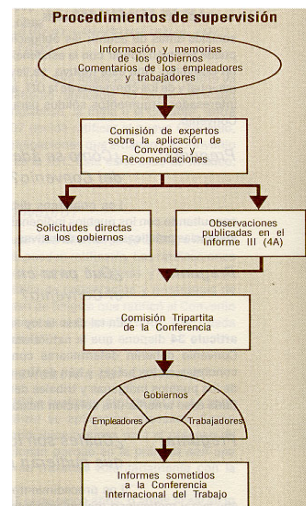 Procedimientos de supervisión
Información y memorias
de los gobiernos
Comentarios de los empleadores
y trabajadores
Comisión de expertos
sobre la aplicación de
Convenios y
Recomendaciones
Solicitudes directas
a los gobiernos
Observaciones
publicadas en el
Informe III (4A)
Comisión Tripartita
de la Conferencia
Gobiernos
Empleadores
Trabajadores
Informes sometidos
a la Conferencia
Internacional del Trabajo